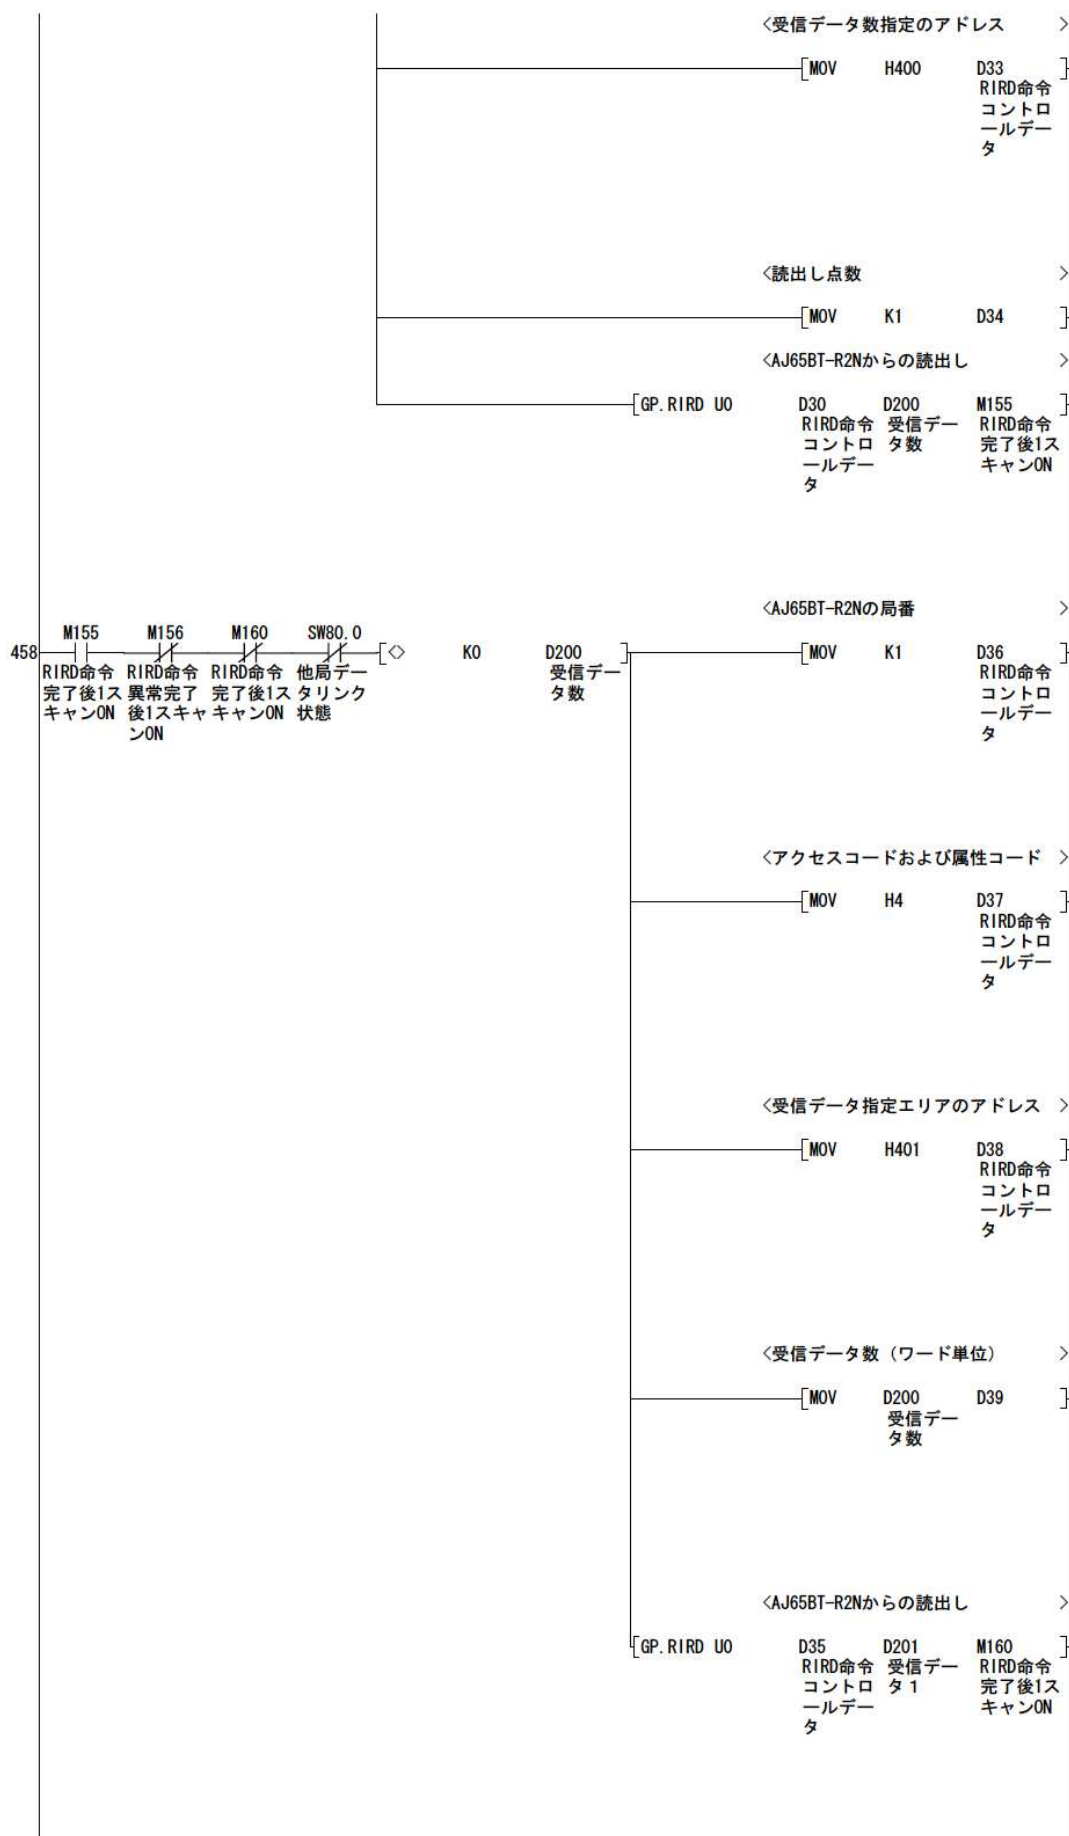 <受信データ数指定のアドレス >
[MOV H400 D33 ]
RIRD命令
コントロ
ールデー
タ
<読出し点数 >
[MOV K1 D34 ]
<AJ65BT-R2Nからの読出し >
[GP.RIRD U0 D30 D200 M155 ]
RIRD命令 受信デー RIRD命令
コントロ タ数 完了後1ス
ールデー キャンON
タ
<AJ65BT-R2Nの局番 >
M155 M156 M160 SW80.0
458 [<> K0 D200 ] [MOV K1 D36 ]
RIRD命令 RIRD命令 RIRD命令 他局デー 受信デー RIRD命令
完了後1ス 異常完了 完了後1ス タリンク タ数 コントロ
キャンON 後1スキャ キャンON 状態 ールデー
ンON タ
<アクセスコードおよび属性コード >
[MOV H4 D37 ]
RIRD命令
コントロ
ールデー
タ
<受信データ指定エリアのアドレス >
[MOV H401 D38 ]
RIRD命令
コントロ
ールデー
タ
<受信データ数（ワード単位） >
[MOV D200 D39 ]
受信デー
タ数
<AJ65BT-R2Nからの読出し >
[GP.RIRD U0 D35 D201 M160 ]
RIRD命令 受信デー RIRD命令
コントロ タ１ 完了後1ス
ールデー キャンON
タ